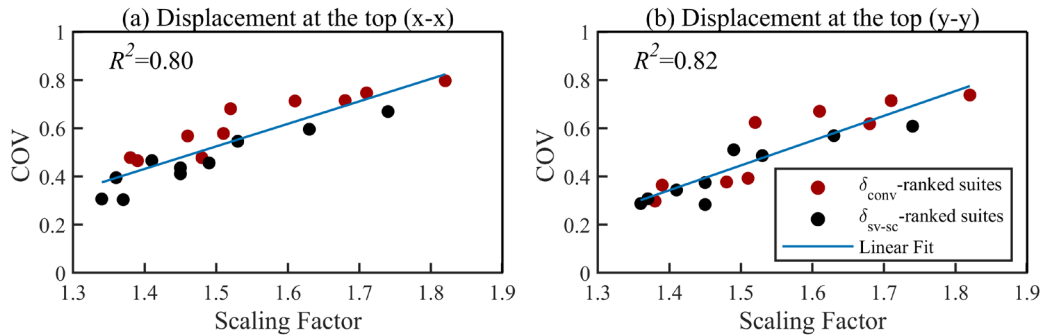 (a) Displacement at the top (x-x)
R²=0.80
1
0.8
0.6
0.4
0.2
0
COV
1.3 1.4 1.5 1.6 1.7 1.8 1.9
Scaling Factor
(b) Displacement at the top (y-y)
R²=0.82
1
0.8
0.6
0.4
0.2
0
COV
δconv-ranked suites
δsv-sc-ranked suites
Linear Fit
1.3 1.4 1.5 1.6 1.7 1.8 1.9
Scaling Factor